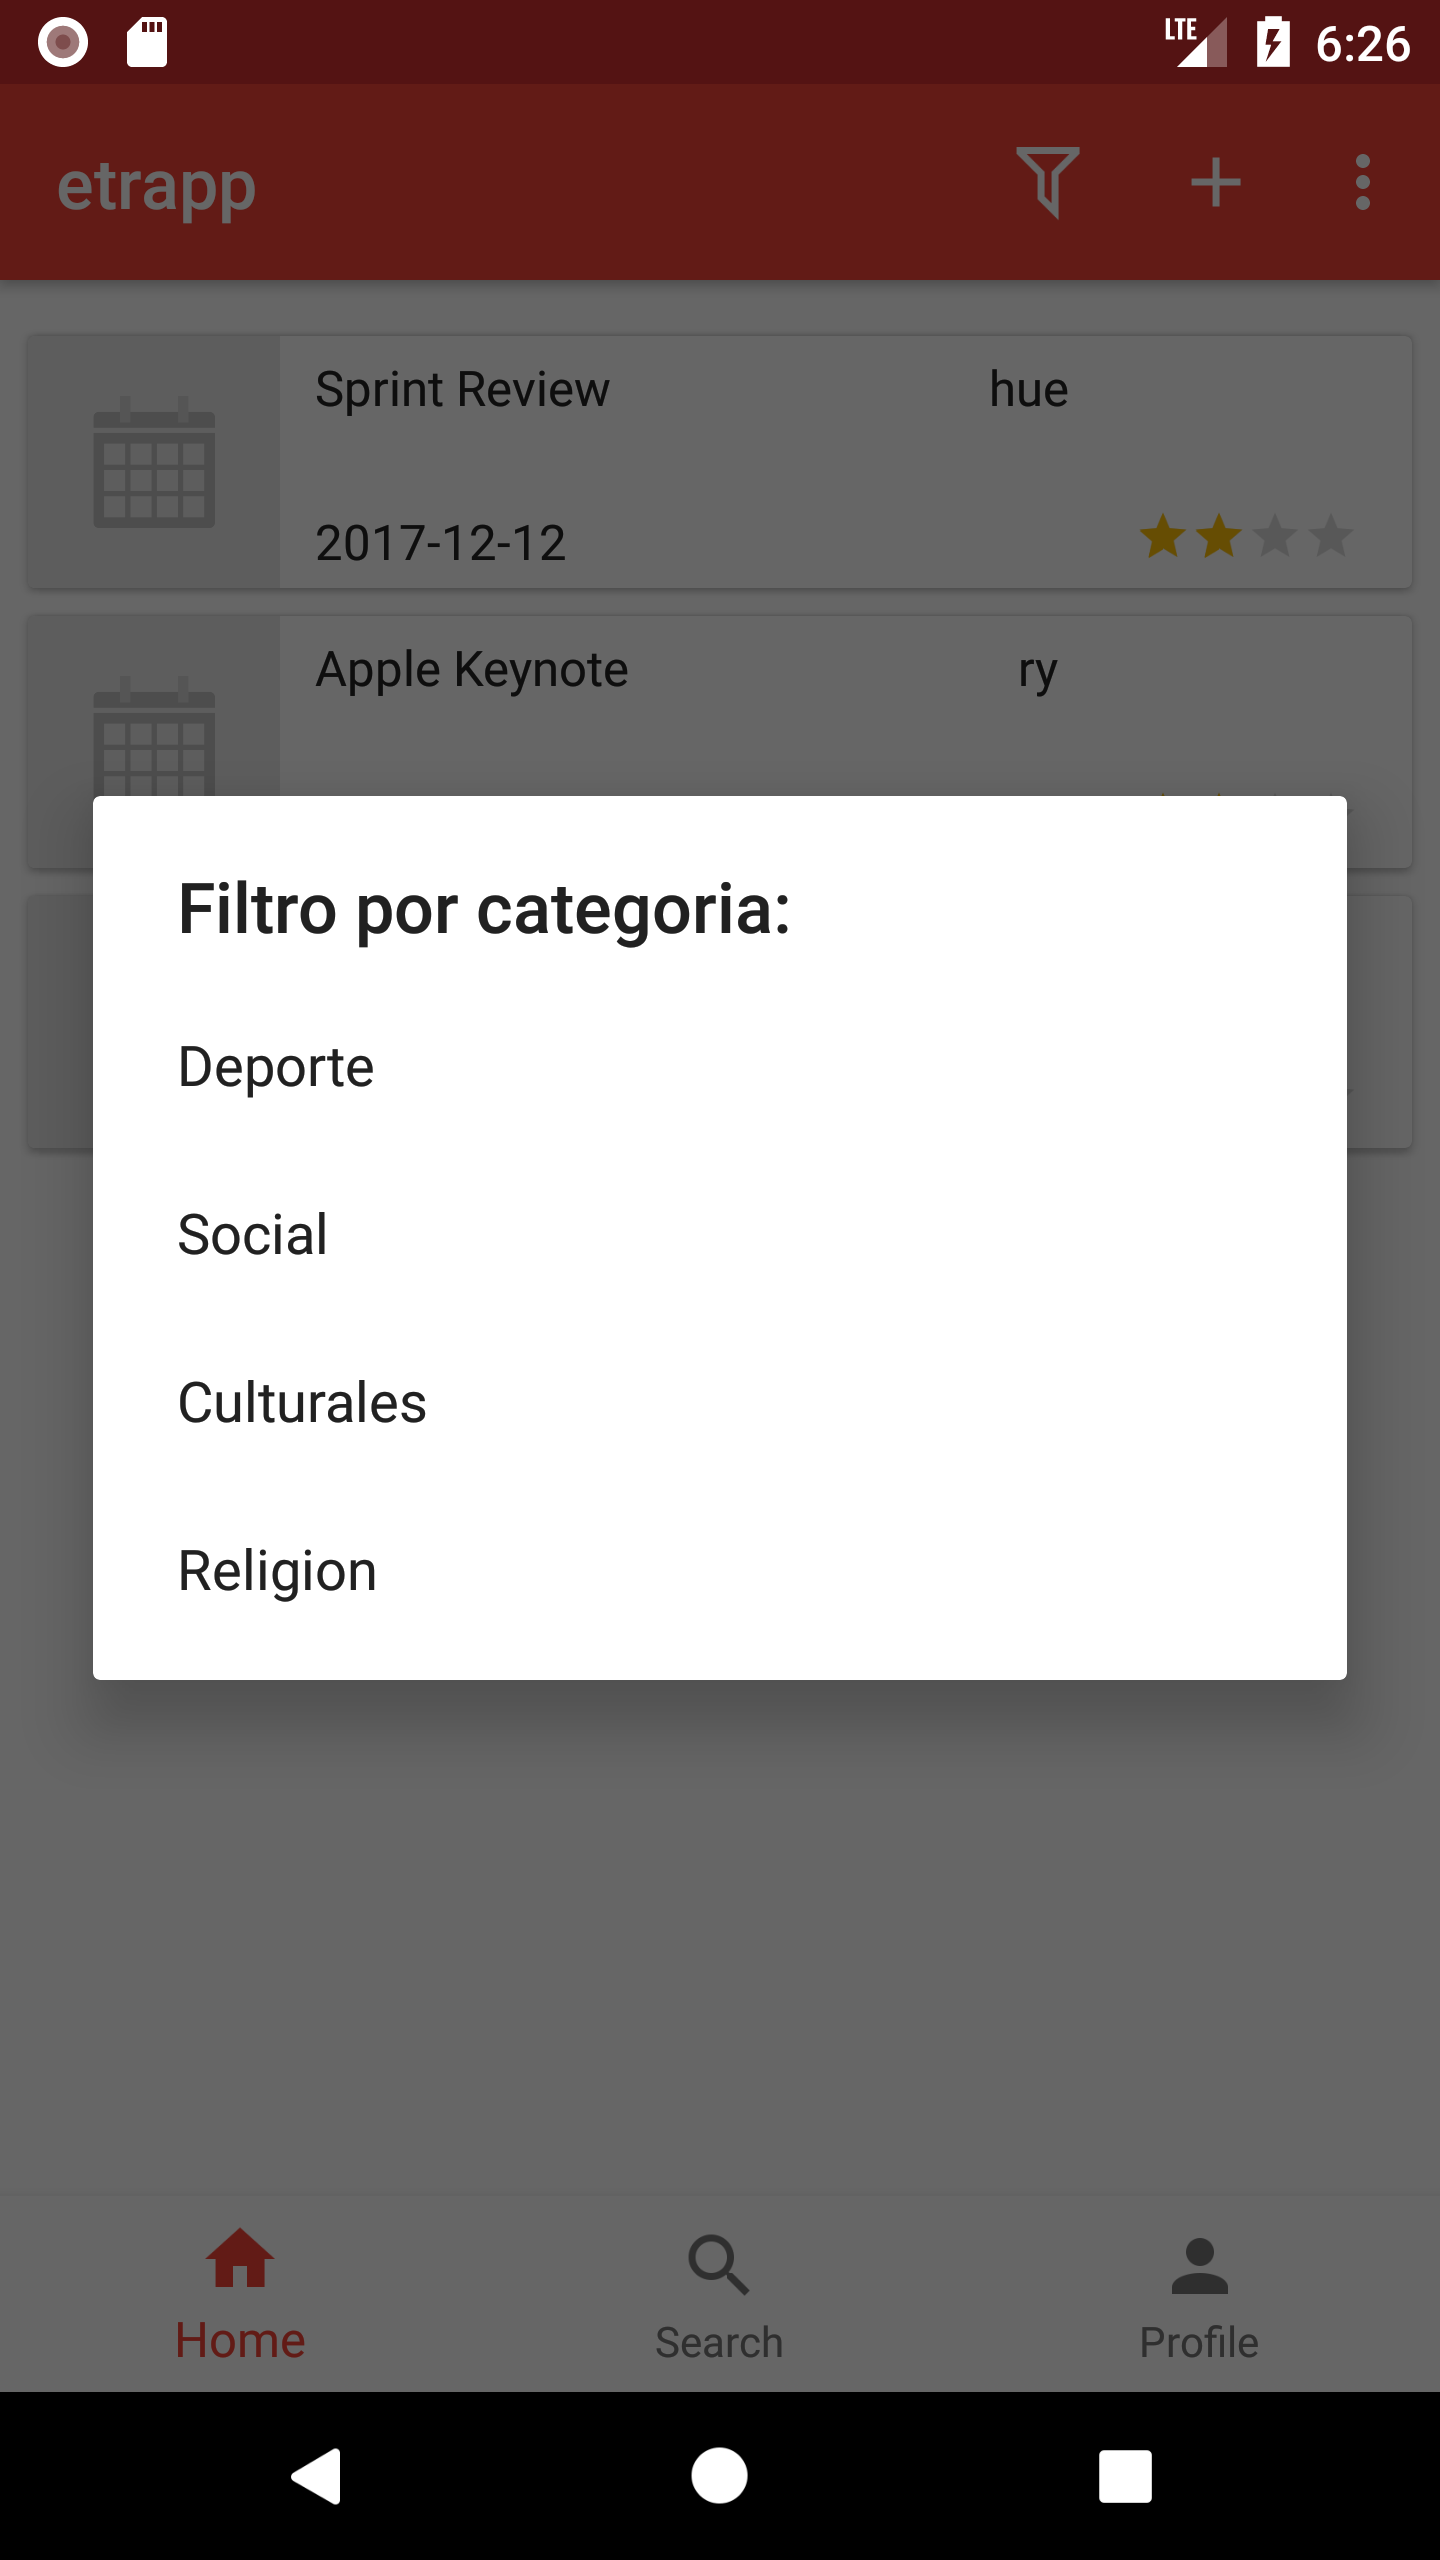 LTE 6:26
etrapp
Sprint Review hue
2017-12-12
Apple Keynote ry
Filtro por categoria:
Deporte
Social
Culturales
Religion
Home Search Profile